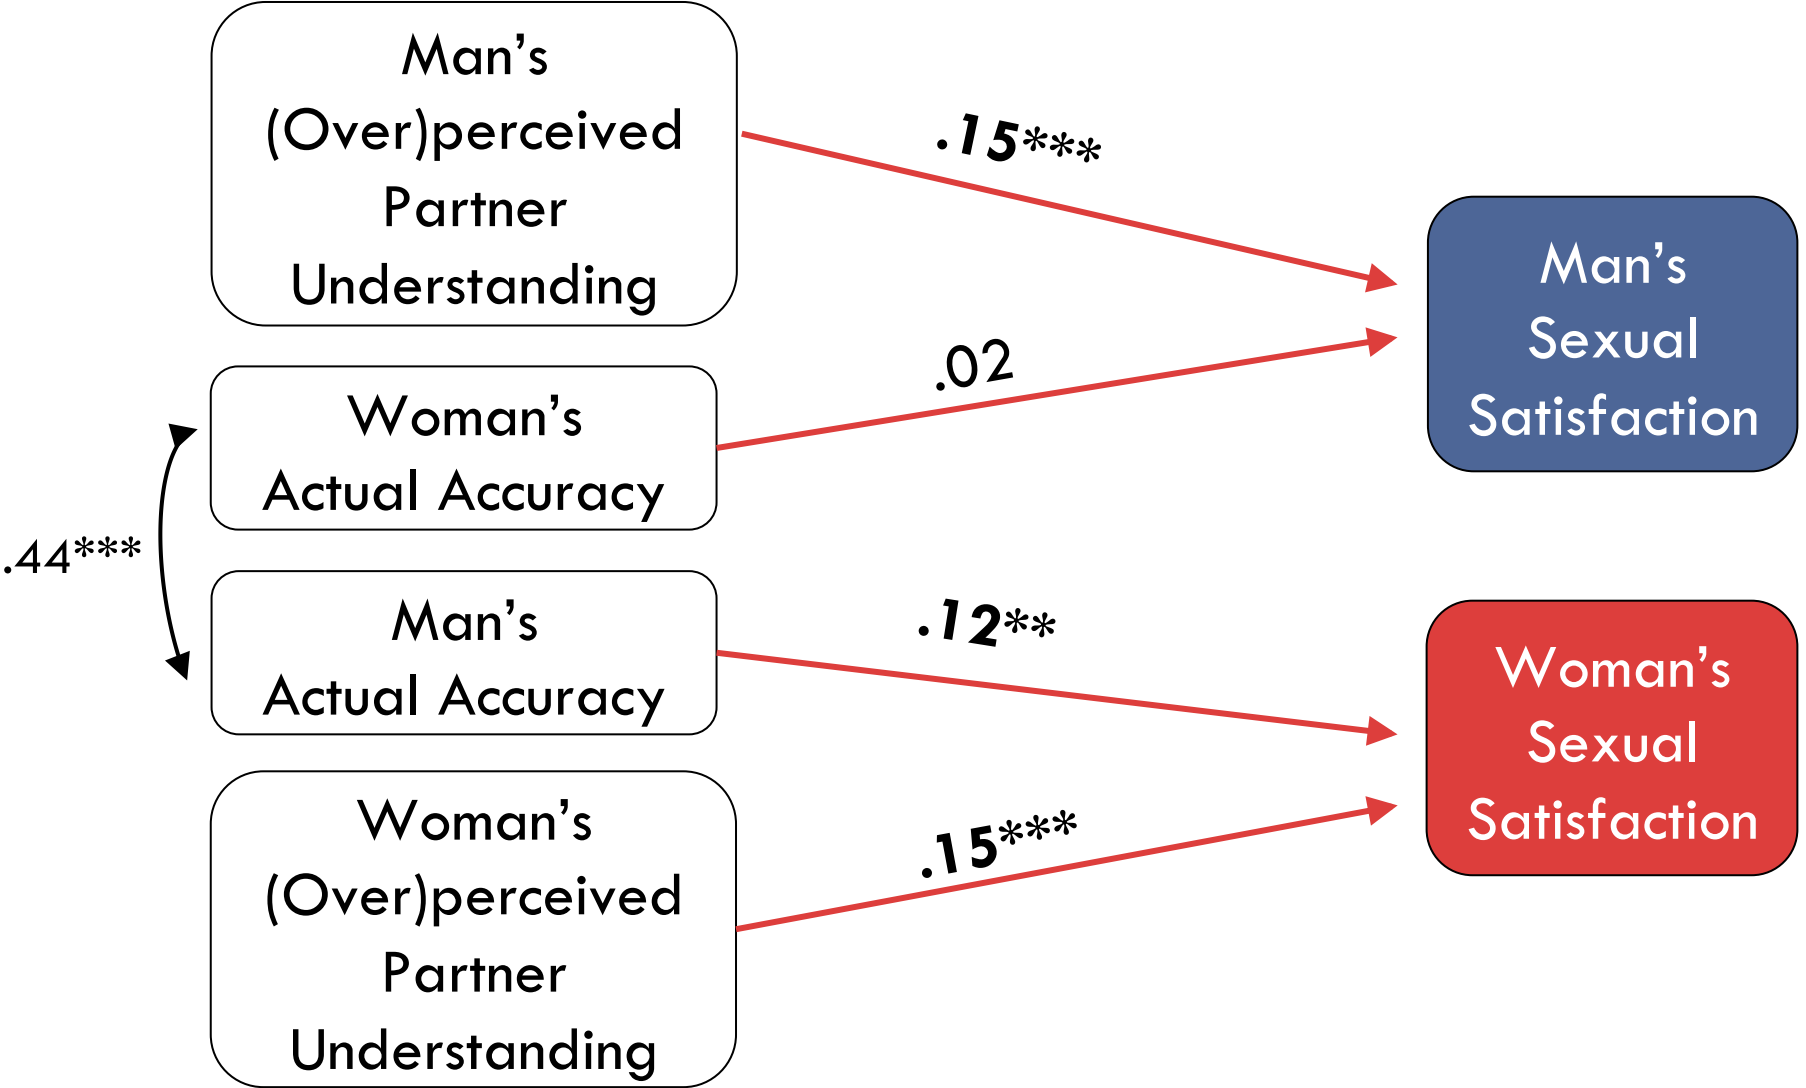 Man’s
(Over)perceived
Partner
Understanding
.15***
Man’s
Sexual
Satisfaction
Woman’s
Actual Accuracy
.02
.44***
Man’s
Actual Accuracy
.12**
Woman’s
Sexual
Satisfaction
Woman’s
(Over)perceived
Partner
Understanding
.15***